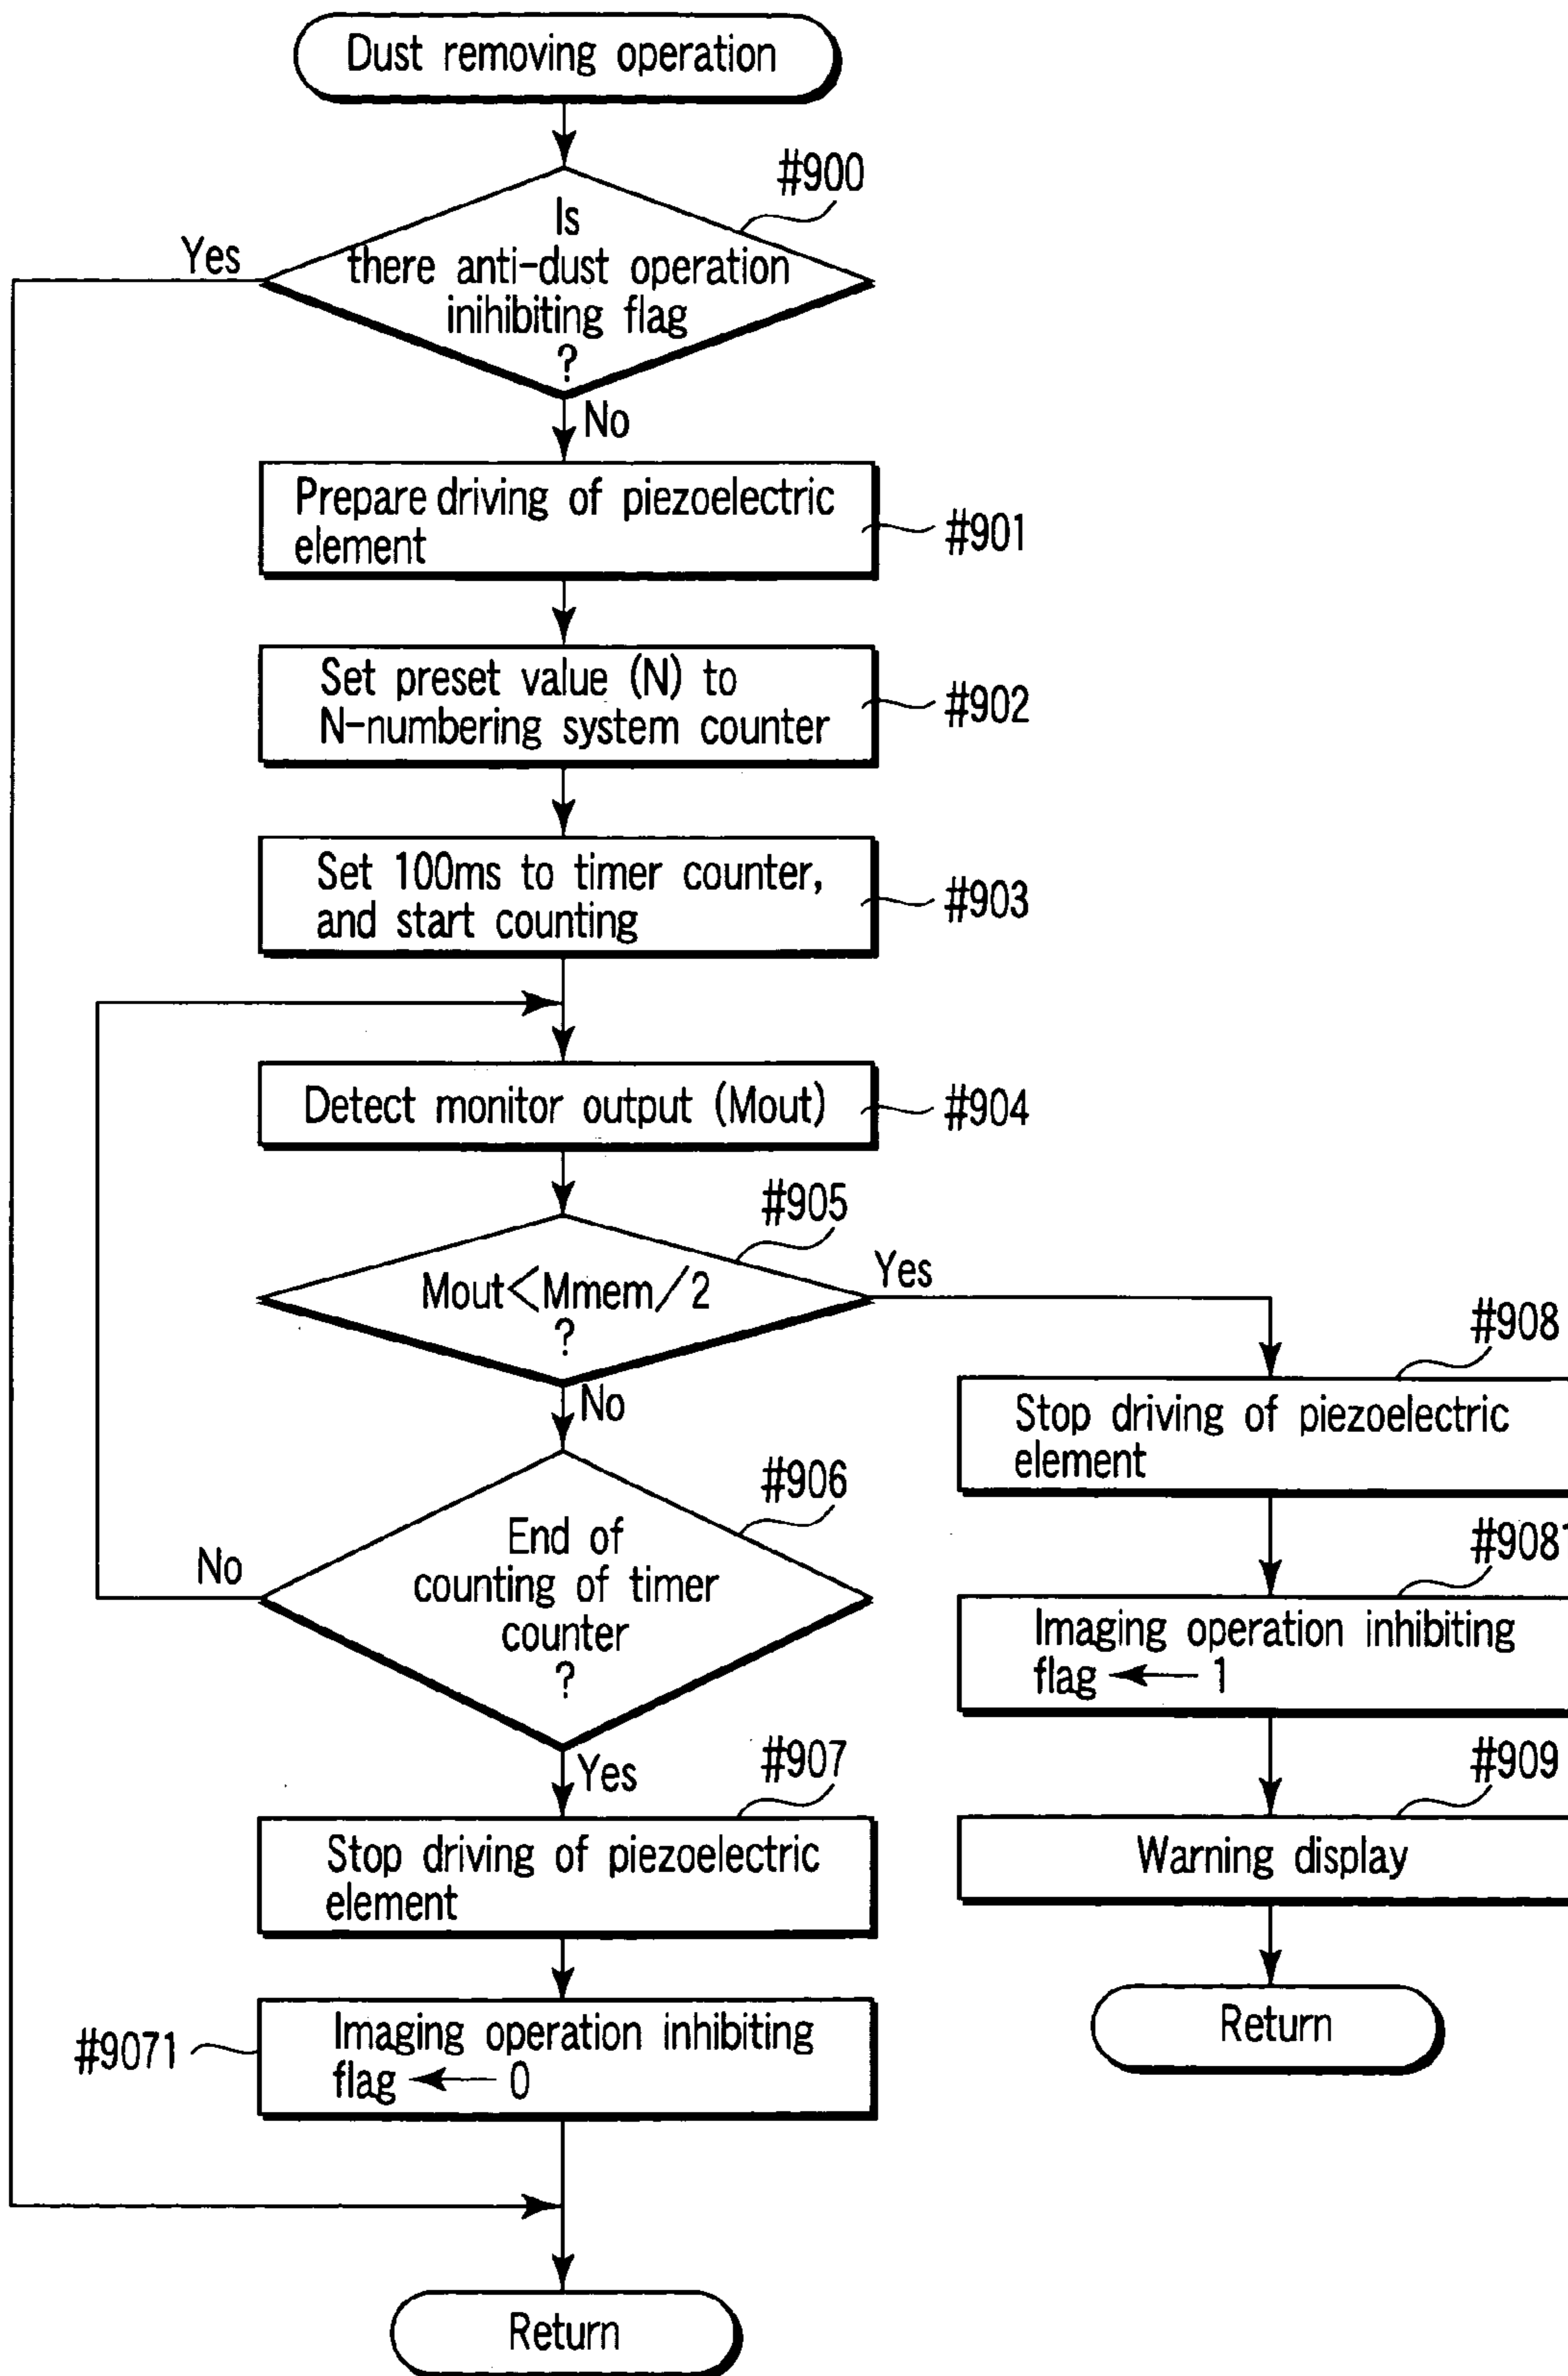 Dust removing operation
#900
Is
there anti-dust operation
inihibiting flag
?
Yes
No
Prepare driving of piezoelectric
element
#901
Set preset value (N) to
N-numbering system counter
#902
Set 100ms to timer counter,
and start counting
#903
Detect monitor output (Mout)
#904
#905
Mout<Mmem/2
?
Yes
No
#906
End of
counting of timer
counter
?
No
Yes
#907
Stop driving of piezoelectric
element
#9071
Imaging operation inhibiting
flag ← 0
Return
#908
Stop driving of piezoelectric
element
#9081
Imaging operation inhibiting
flag ← 1
#909
Warning display
Return